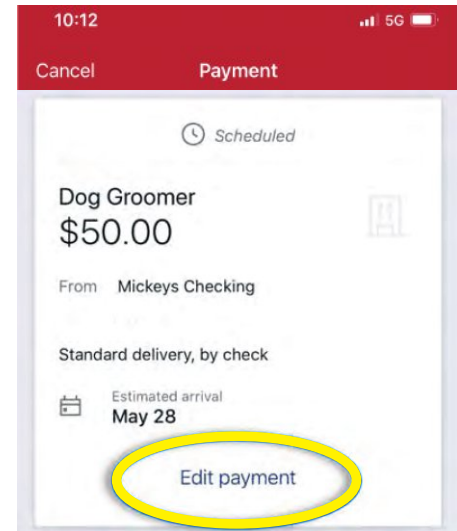 10:12 5G
Cancel Payment
Scheduled
Dog Groomer
$50.00
From Mickeys Checking
Standard delivery, by check
Estimated arrival
May 28
Edit payment